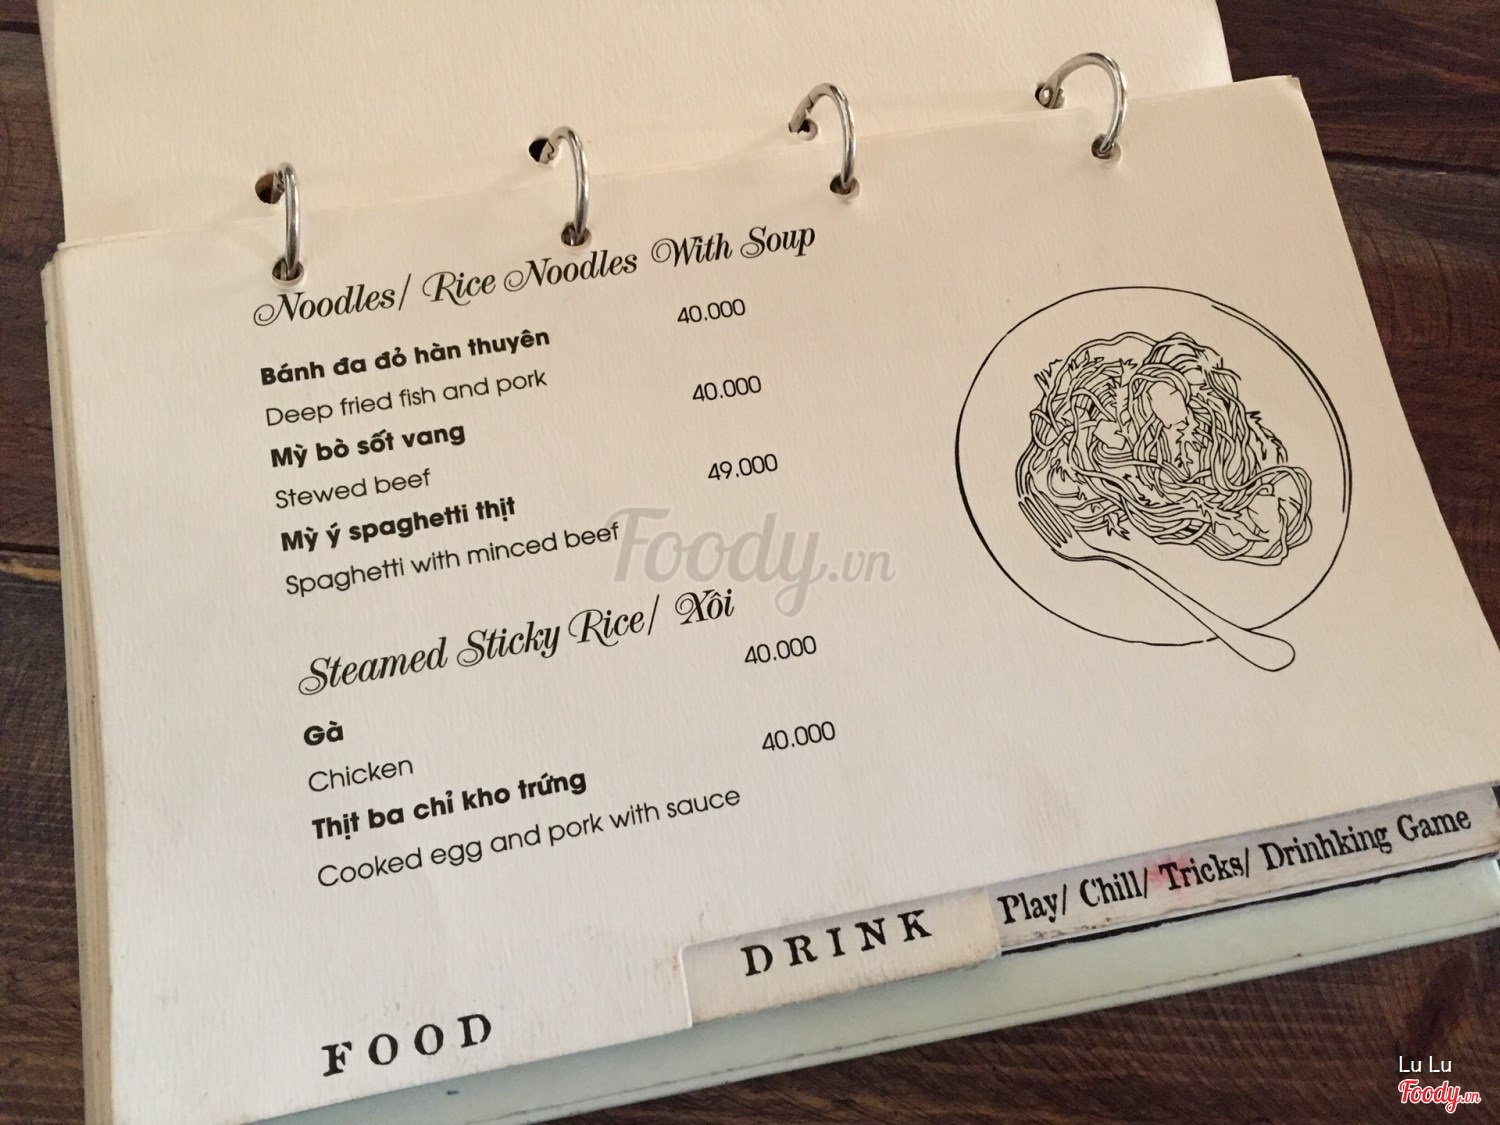 Noodles/ Rice Noodles With Soup
Bánh đa đỏ hàn thuyên 40.000
Deep fried fish and pork
Mỳ bò sốt vang 40.000
Stewed beef
Mỳ ý spaghetti thịt 49.000
Spaghetti with minced beef
Foody.vn
Steamed Sticky Rice/ Xôi
Gà 40.000
Chicken
Thịt ba chỉ kho trứng 40.000
Cooked egg and pork with sauce
FOOD
DRINK
Play/ Chill/ Tricks/ Drinhking Game
Lu Lu
Foody.vn